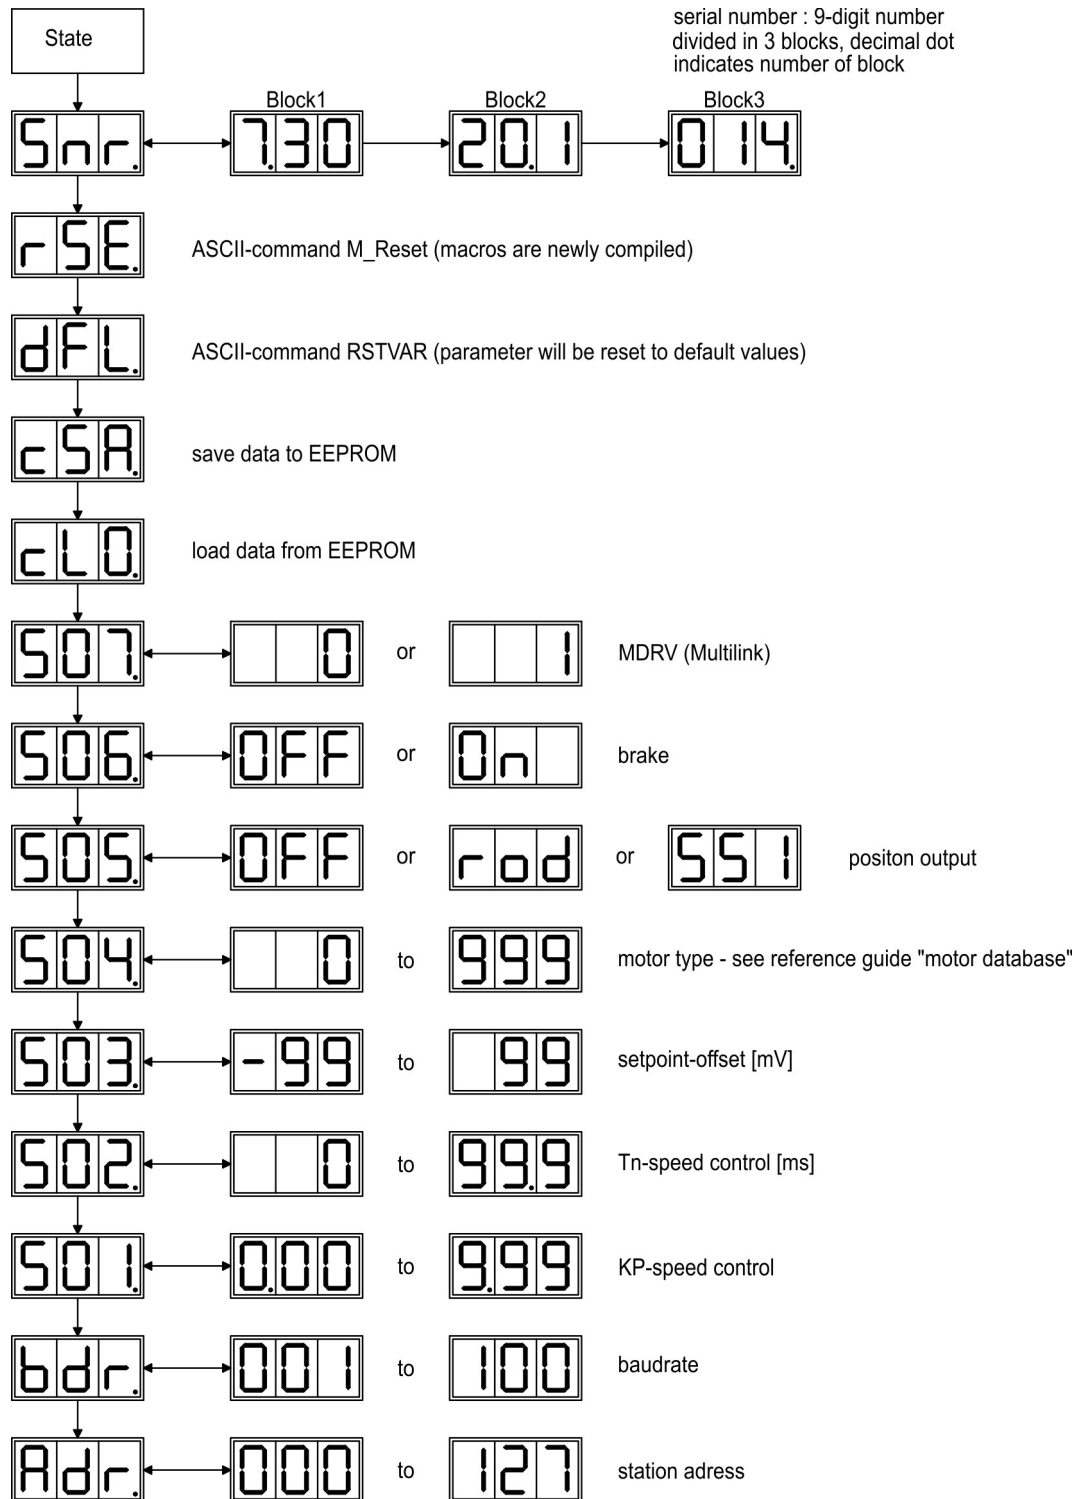 State
serial number : 9-digit number
divided in 3 blocks, decimal dot
indicates number of block
Block1 Block2 Block3
Snr. 7.30 20.1 014.
rSE. ASCII-command M_Reset (macros are newly compiled)
dFL. ASCII-command RSTVAR (parameter will be reset to default values)
cSA. save data to EEPROM
cLO. load data from EEPROM
S07. 0 or 1 MDRV (Multilink)
S06. OFF or On brake
S05. OFF or rod or SS1 positon output
S04. 0 to 999 motor type - see reference guide "motor database"
S03. -99 to 99 setpoint-offset [mV]
S02. 0 to 99.9 Tn-speed control [ms]
S01. 0.00 to 9.99 KP-speed control
bdr. 001 to 100 baudrate
Adr. 000 to 127 station adress